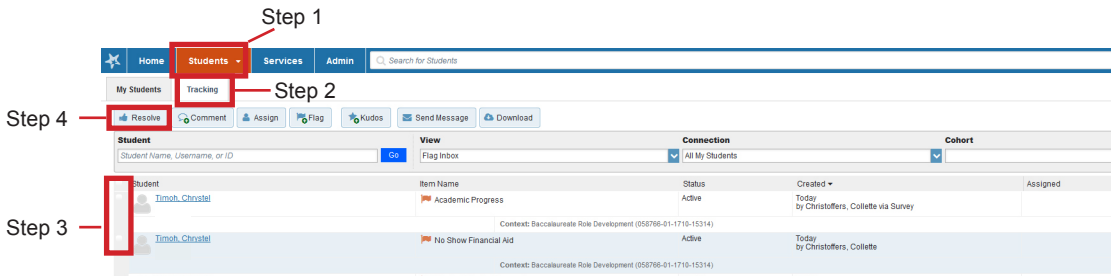 Step 1
Home Students Services Admin Search for Students
My Students Tracking Step 2
Step 4 Resolve Comment Assign Flag Kudos Send Message Download
Student View Connection Cohort
Student Name, Username, or ID Go Flag Inbox All My Students
Student Item Name Status Created Assigned
Timoh, Christel Academic Progress Active Today
by Christoffers, Collette via Survey
Context: Baccalaureate Role Development (058766-01-1710-15314)
Step 3
Timoh, Christel No Show Financial Aid Active Today
by Christoffers, Collette
Context: Baccalaureate Role Development (058766-01-1710-15314)